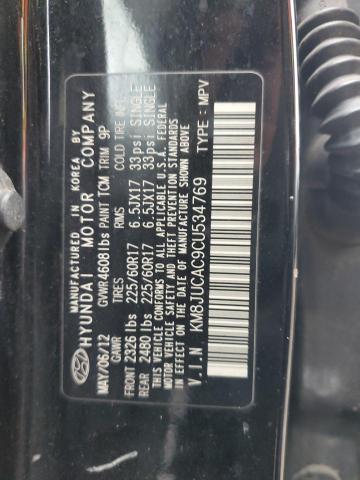 MANUFACTURED IN KOREA BY
HYUNDAI MOTOR COMPANY
MAY/06/12 GVWR 4608 lbs PAINT TCM TRIM 9P
GAWR RIMS COLD TIRE INFL.
FRONT 2326 lbs 225/60R17 6.5JX17 33psi SINGLE
REAR 2480 lbs 225/60R17 6.5JX17 33psi SINGLE
THIS VEHICLE CONFORMS TO ALL APPLICABLE U.S.A. FEDERAL
MOTOR VEHICLE SAFETY AND THEFT PREVENTION STANDARDS
IN EFFECT ON THE DATE OF MANUFACTURE SHOWN ABOVE.
V.I.N KM8JUCAC9CU534769 TYPE : MPV